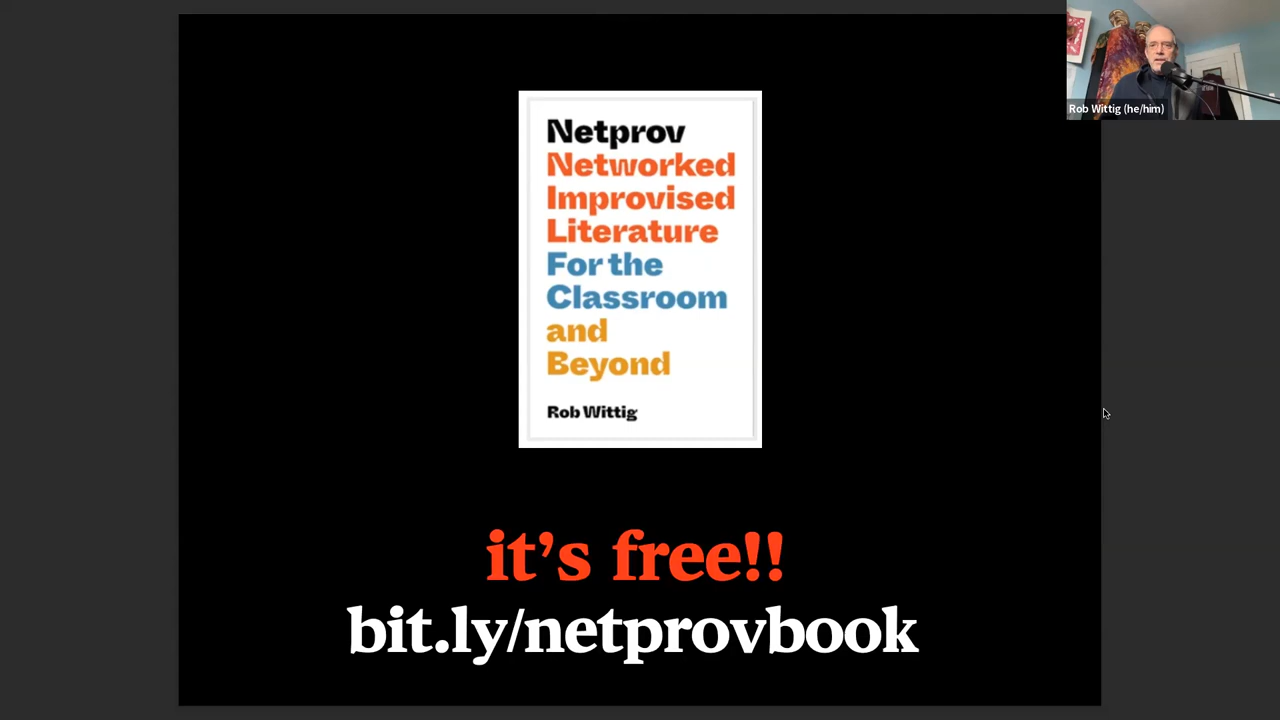 Netprov
Networked
Improvised
Literature
For the
Classroom
and
Beyond
Rob Wittig
it's free!!
bit.ly/netprovbook
Rob Wittig (he/him)